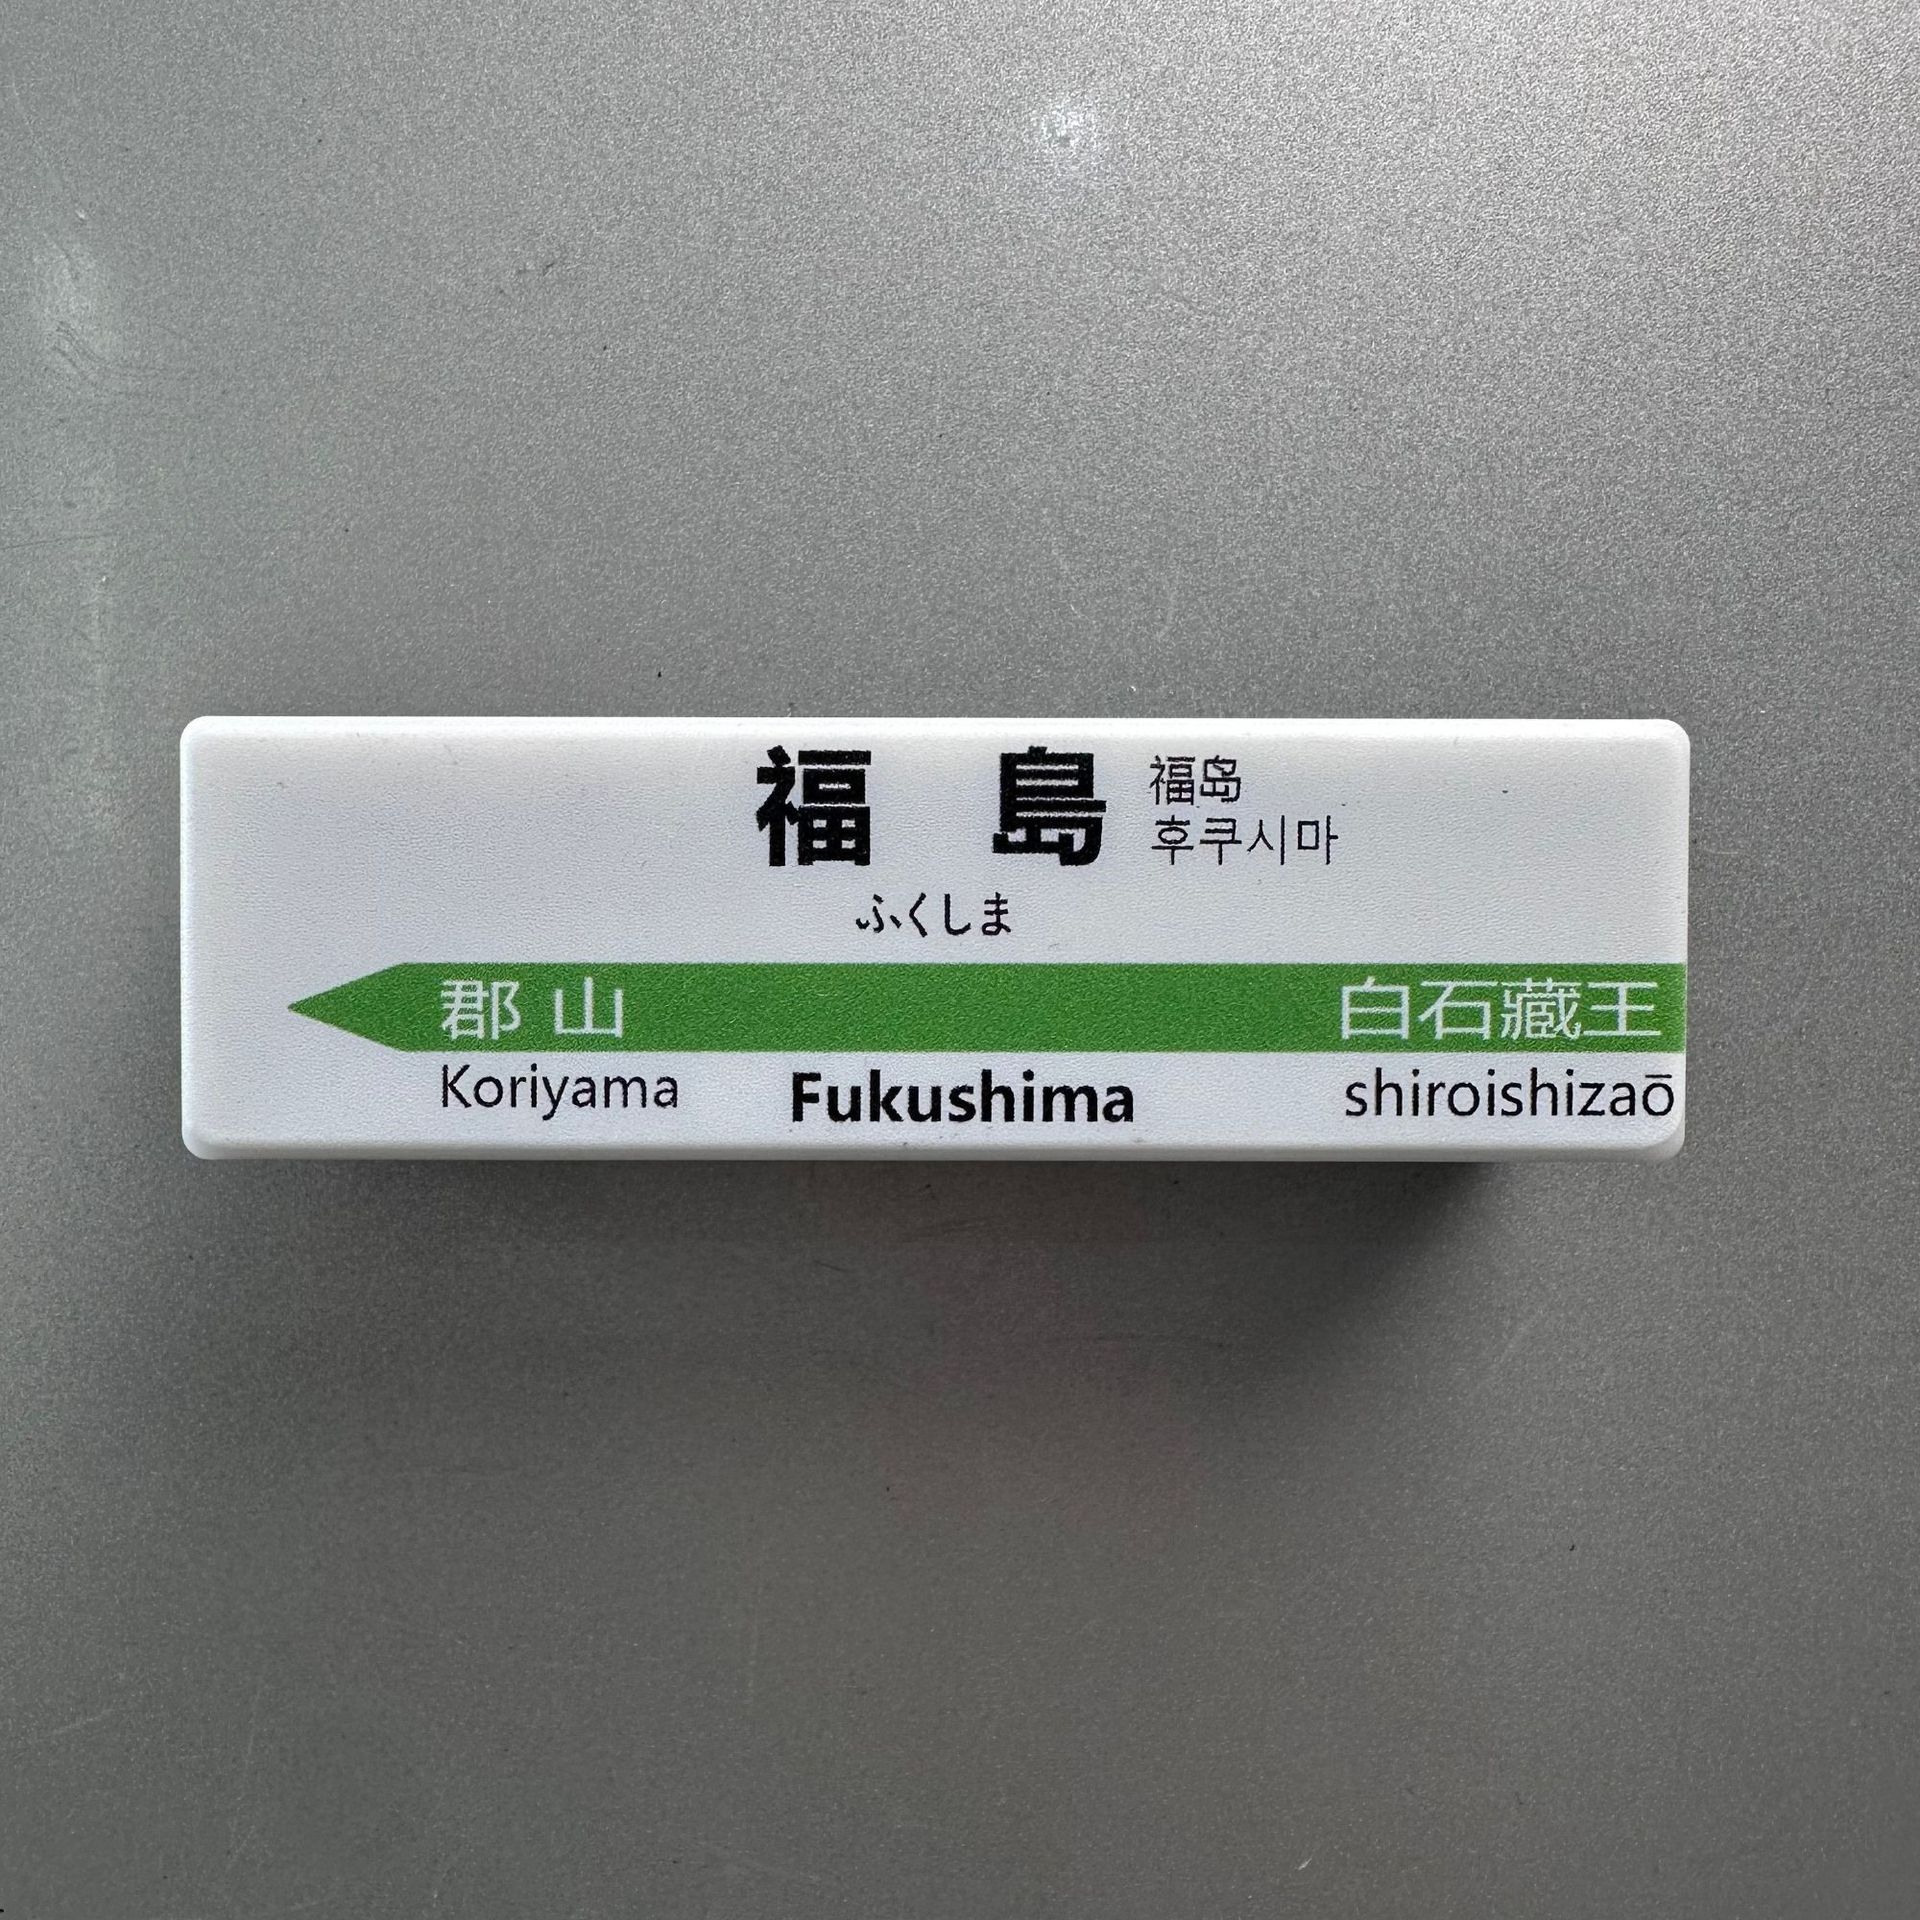 福 島
福岛
후쿠시마
ふくしま
郡 山 白石藏王
Koriyama Fukushima shiroishizaō